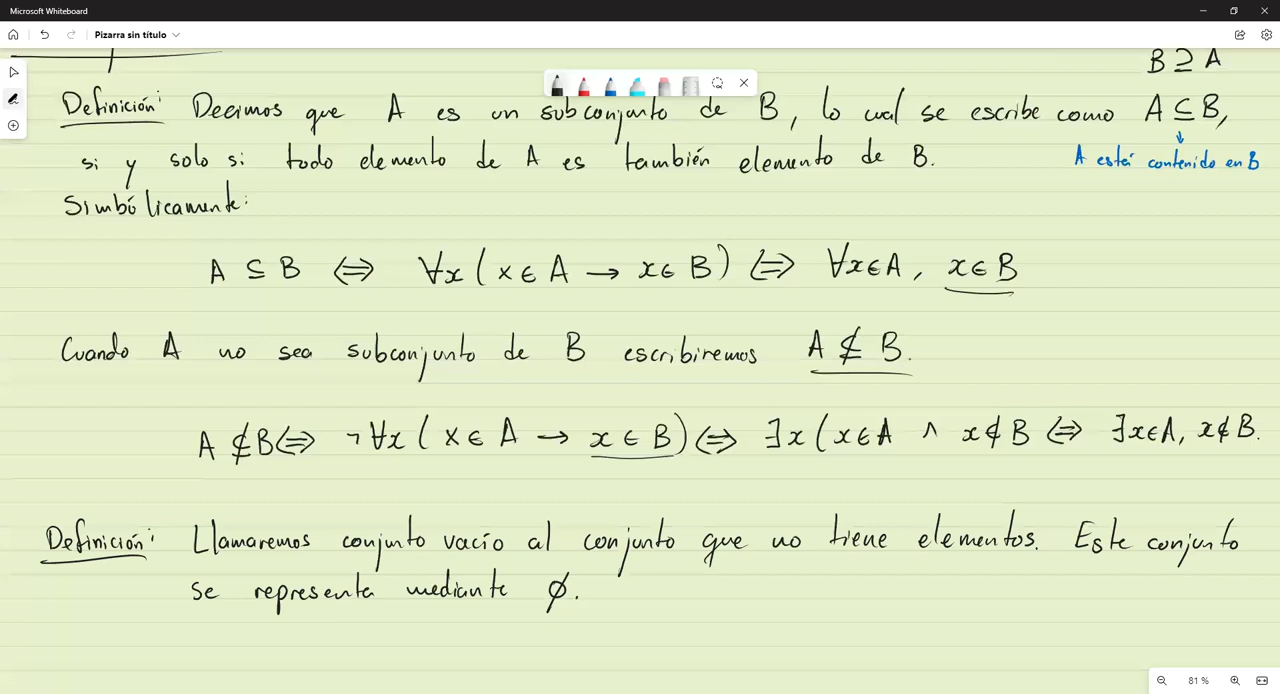 Microsoft Whiteboard
Pizarra sin título
B ⊇ A
Definición: Decimos que A es un subconjunto de B, lo cual se escribe como A ⊆ B,
si y solo si todo elemento de A es también elemento de B.
A está contenido en B
Simbólicamente:
A ⊆ B ⟺ ∀x (x ∈ A → x ∈ B) ⟺ ∀x ∈ A, x ∈ B
Cuando A no sea subconjunto de B escribiremos A ⊈ B.
A ⊈ B ⟺ ¬∀x (x ∈ A → x ∈ B) ⟺ ∃x (x ∈ A ∧ x ∉ B ⟺ ∃x ∈ A, x ∉ B.
Definición: Llamaremos conjunto vacío al conjunto que no tiene elementos. Este conjunto
se representa mediante ∅.
81 %